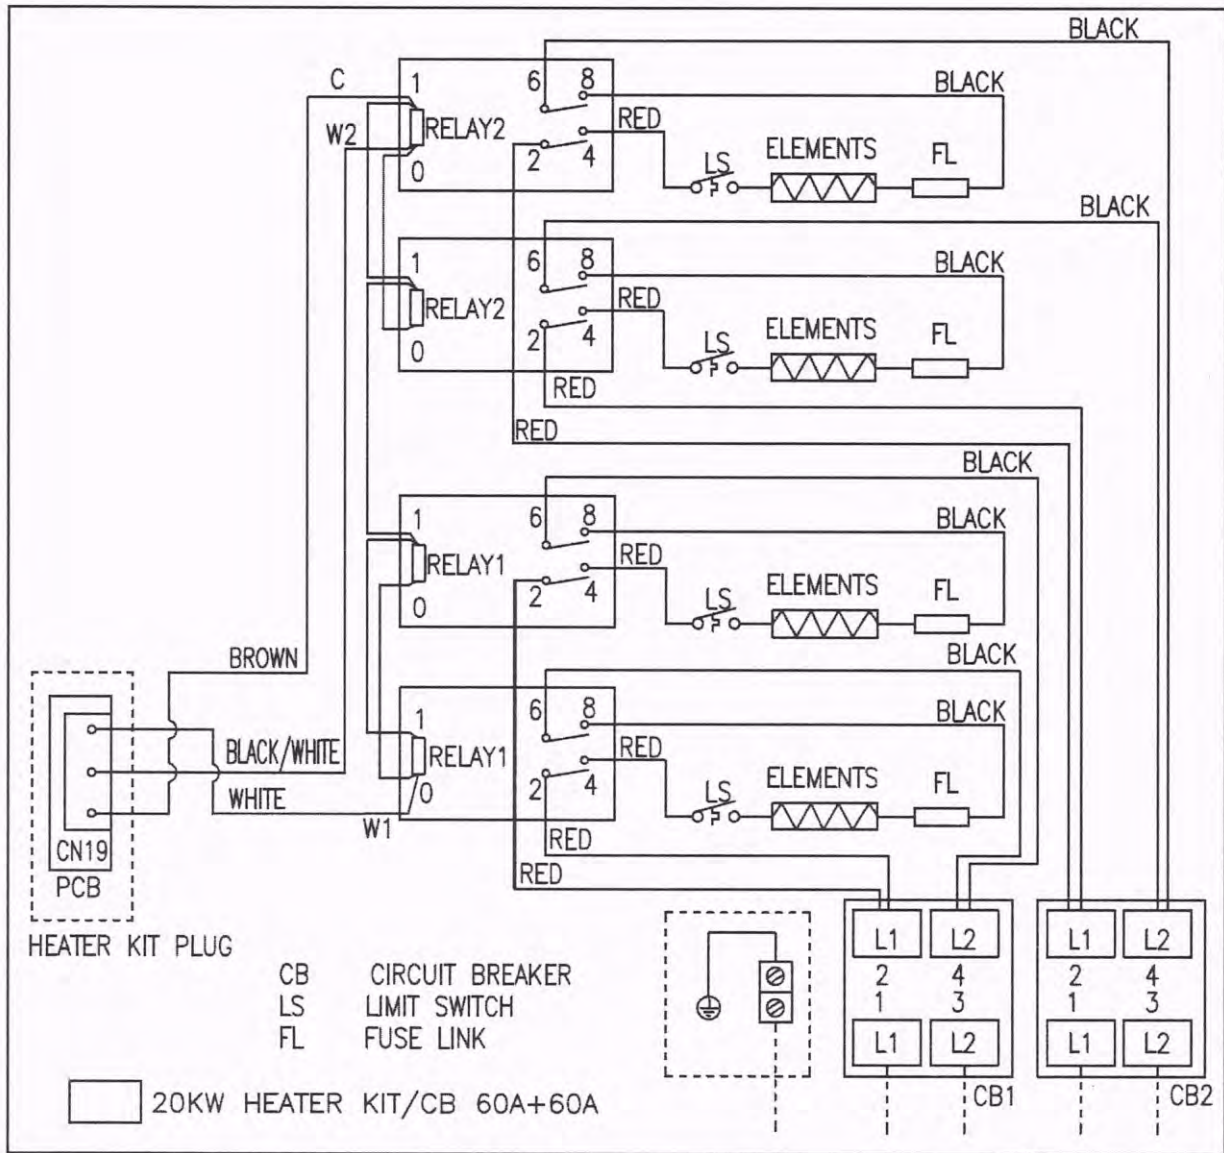 BLACK
C 1 6 8 BLACK
RELAY2 RED
W2 2 4 LS ELEMENTS FL
0
BLACK
1 6 8 BLACK
RELAY2 RED
0 2 4 LS ELEMENTS FL
RED
RED
BLACK
1 6 8 BLACK
RELAY1 RED
0 2 4 LS ELEMENTS FL
BROWN
BLACK
1 6 8 BLACK
BLACK/WHITE RELAY1 RED
WHITE 0 2 4 LS ELEMENTS FL
W1
RED
CN19
RED
PCB
HEATER KIT PLUG
L1 L2 L1 L2
2 4 2 4
1 3 1 3
L1 L2 L1 L2
CB1 CB2
CB CIRCUIT BREAKER
LS LIMIT SWITCH
FL FUSE LINK
20KW HEATER KIT/CB 60A+60A